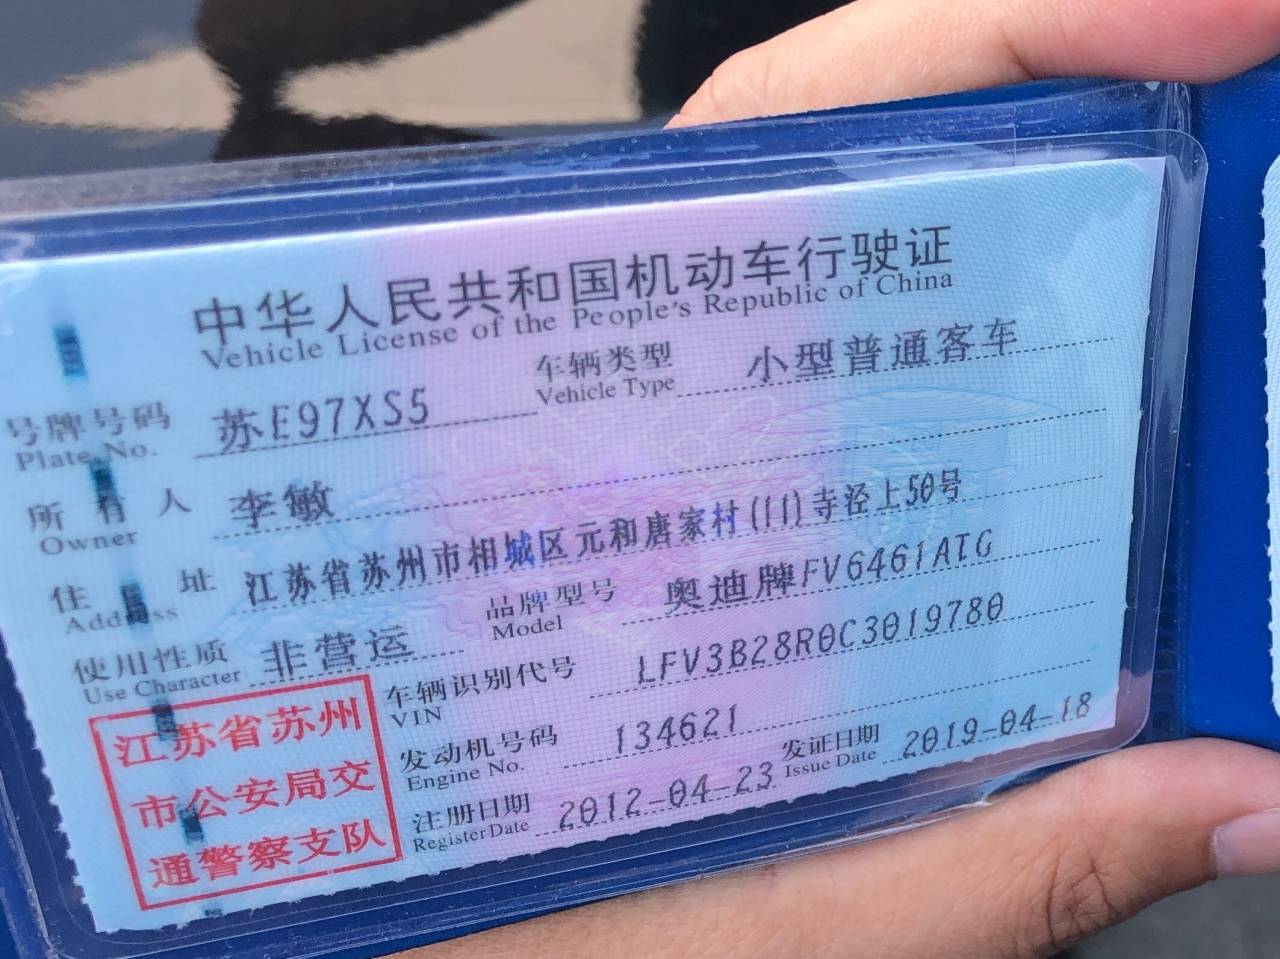 中华人民共和国机动车行驶证
Vehicle License of the People's Republic of China
号牌号码 苏E97XS5 车辆类型 小型普通客车
Plate No. Vehicle Type
所有人 李敏
Owner
住址 江苏省苏州市相城区元和唐家村(11)寺泾上50号
Address
使用性质 非营运 品牌型号 奥迪牌FV6461ATG
Use Character Model
车辆识别代号 LFV3B28R0C3019780
VIN
发动机号码 134621 发证日期 2019-04-18
Engine No. Issue Date
注册日期 2012-04-23
Register Date
江苏省苏州
市公安局交
通警察支队